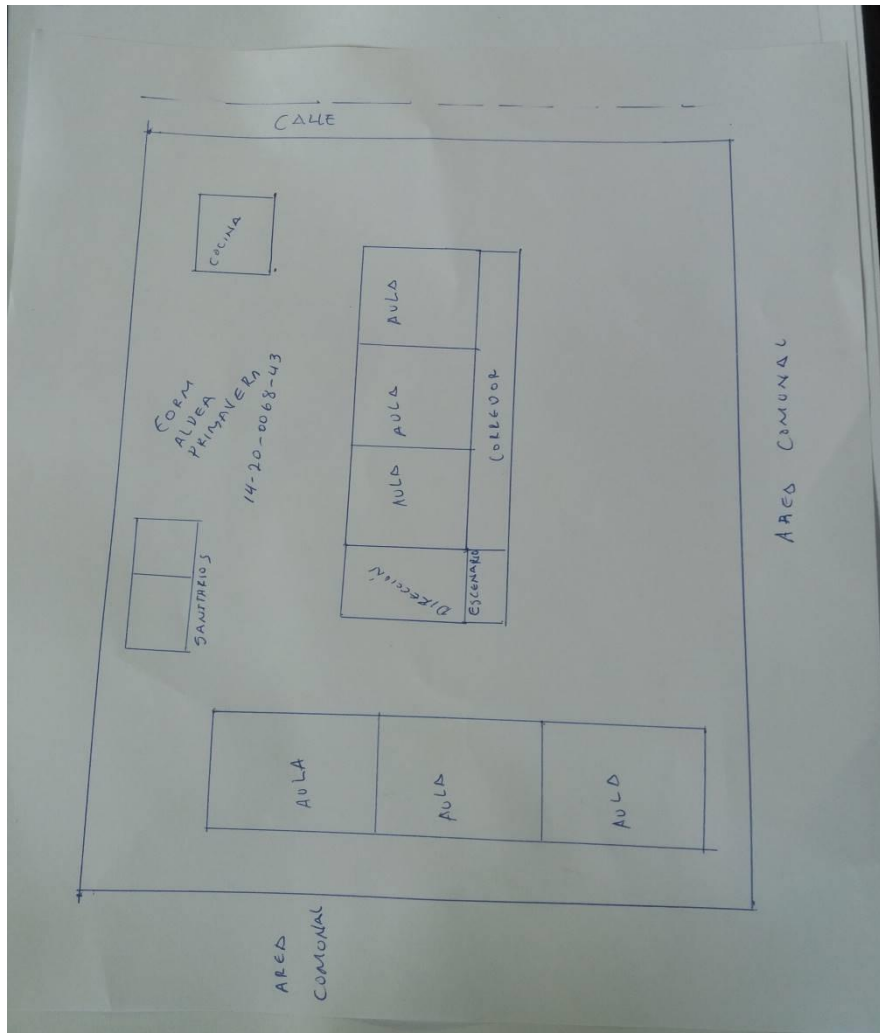 CALLE
COCINA
EORM
ALDEA
PRIMAVERA
14-20-0068-43
SANITARIOS
AULA
AULA
AULA
DIRECCIÓN
ESCENARIO
CORREDOR
AULA
AULA
AULA
AREA COMUNAL
AREA
COMUNAL